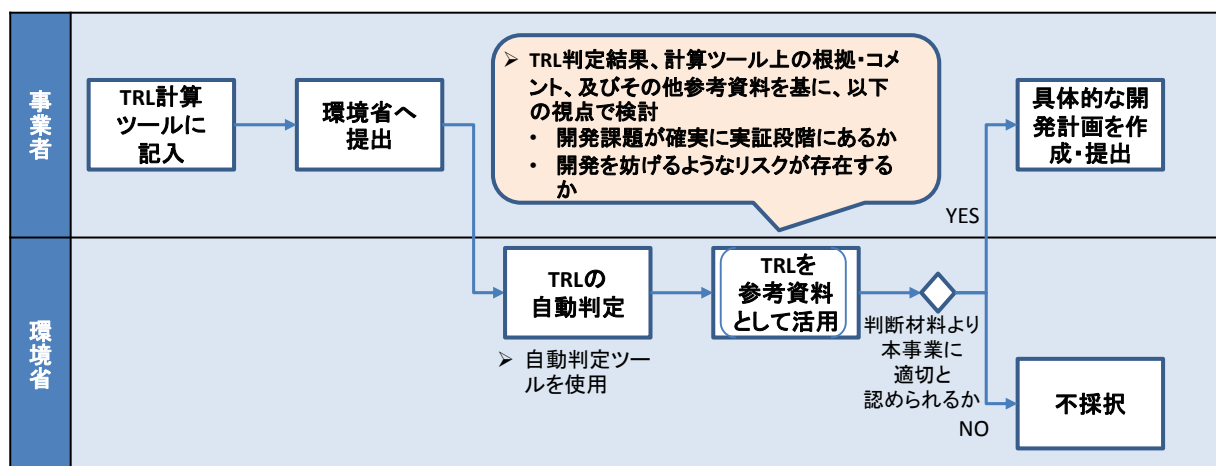 事業者
TRL計算
ツールに
記入
環境省へ
提出
➢ TRL判定結果、計算ツール上の根拠・コメ
ント、及びその他参考資料を基に、以下
の視点で検討
• 開発課題が確実に実証段階にあるか
• 開発を妨げるようなリスクが存在する
か
具体的な開
発計画を作
成・提出
YES
環境省
TRLの
自動判定
➢ 自動判定ツー
ルを使用
TRLを
参考資料
として活用
判断材料より
本事業に
適切と
認められるか
NO
不採択